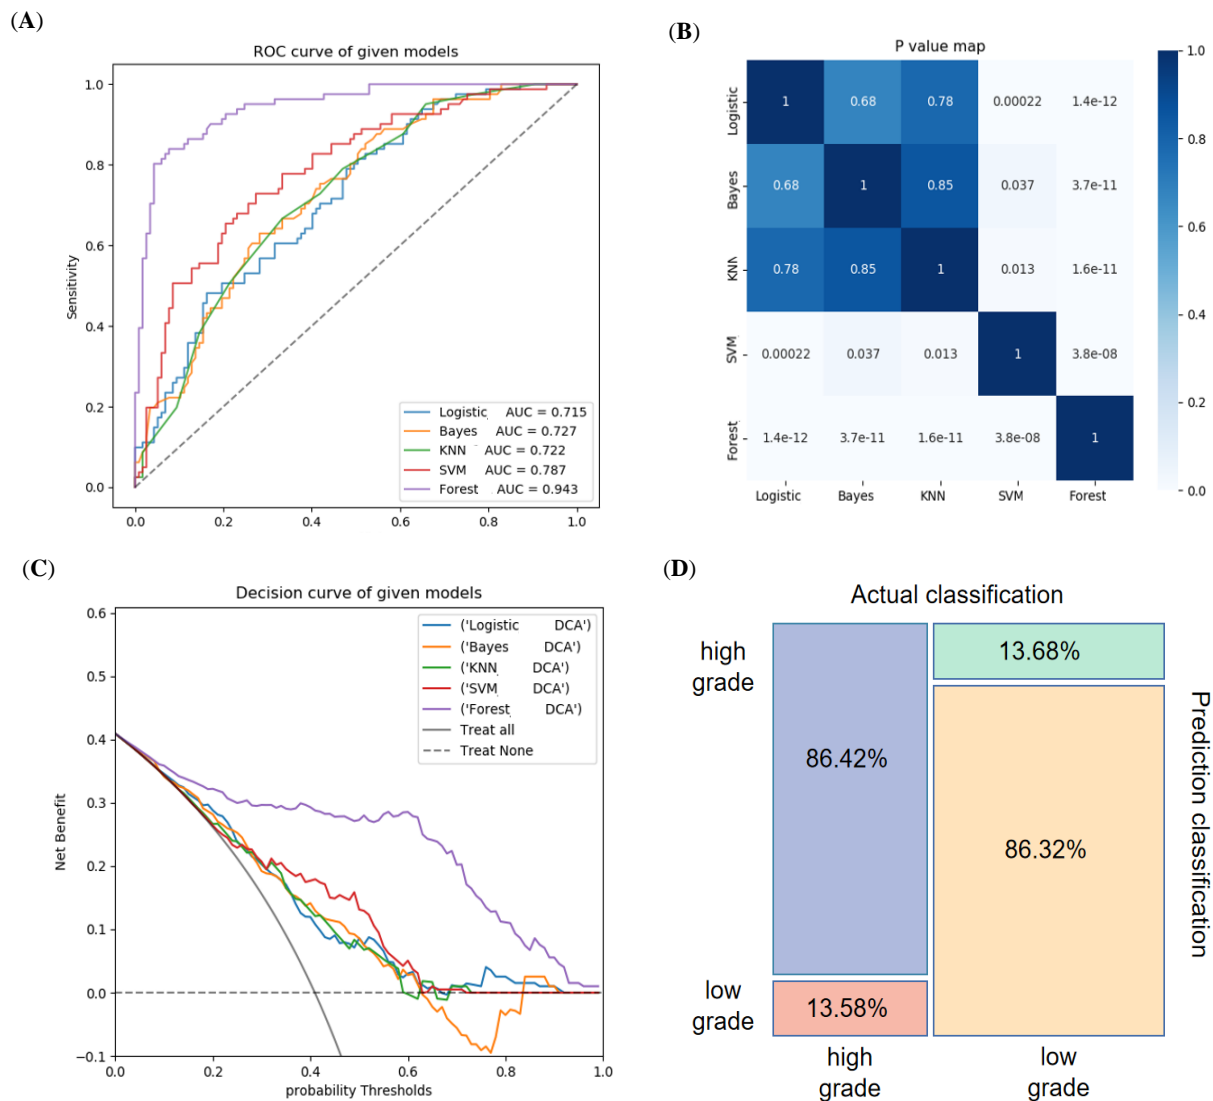 (A)
ROC curve of given models
Sensitivity
1.0
0.8
0.6
0.4
0.2
0.0
Logistic AUC = 0.715
Bayes AUC = 0.727
KNN AUC = 0.722
SVM AUC = 0.787
Forest AUC = 0.943
0.0 0.2 0.4 0.6 0.8 1.0
(B)
P value map
Logistic 1 0.68 0.78 0.00022 1.4e-12
Bayes 0.68 1 0.85 0.037 3.7e-11
KNN 0.78 0.85 1 0.013 1.6e-11
SVM 0.00022 0.037 0.013 1 3.8e-08
Forest 1.4e-12 3.7e-11 1.6e-11 3.8e-08 1
Logistic Bayes KNN SVM Forest
1.0
0.8
0.6
0.4
0.2
0.0
(C)
Decision curve of given models
Net Benefit
0.6
0.5
0.4
0.3
0.2
0.1
0.0
−0.1
('Logistic DCA')
('Bayes DCA')
('KNN DCA')
('SVM DCA')
('Forest DCA')
Treat all
Treat None
0.0 0.2 0.4 0.6 0.8 1.0
probability Thresholds
(D)
Actual classification
high
grade
13.68%
86.42%
86.32%
low
grade
13.58%
high
grade
low
grade
Prediction classification